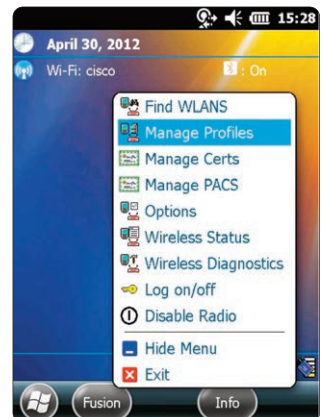 15:28
April 30, 2012
Wi-Fi: cisco : On
Find WLANS
Manage Profiles
Manage Certs
Manage PACS
Options
Wireless Status
Wireless Diagnostics
Log on/off
Disable Radio
Hide Menu
Exit
Fusion Info